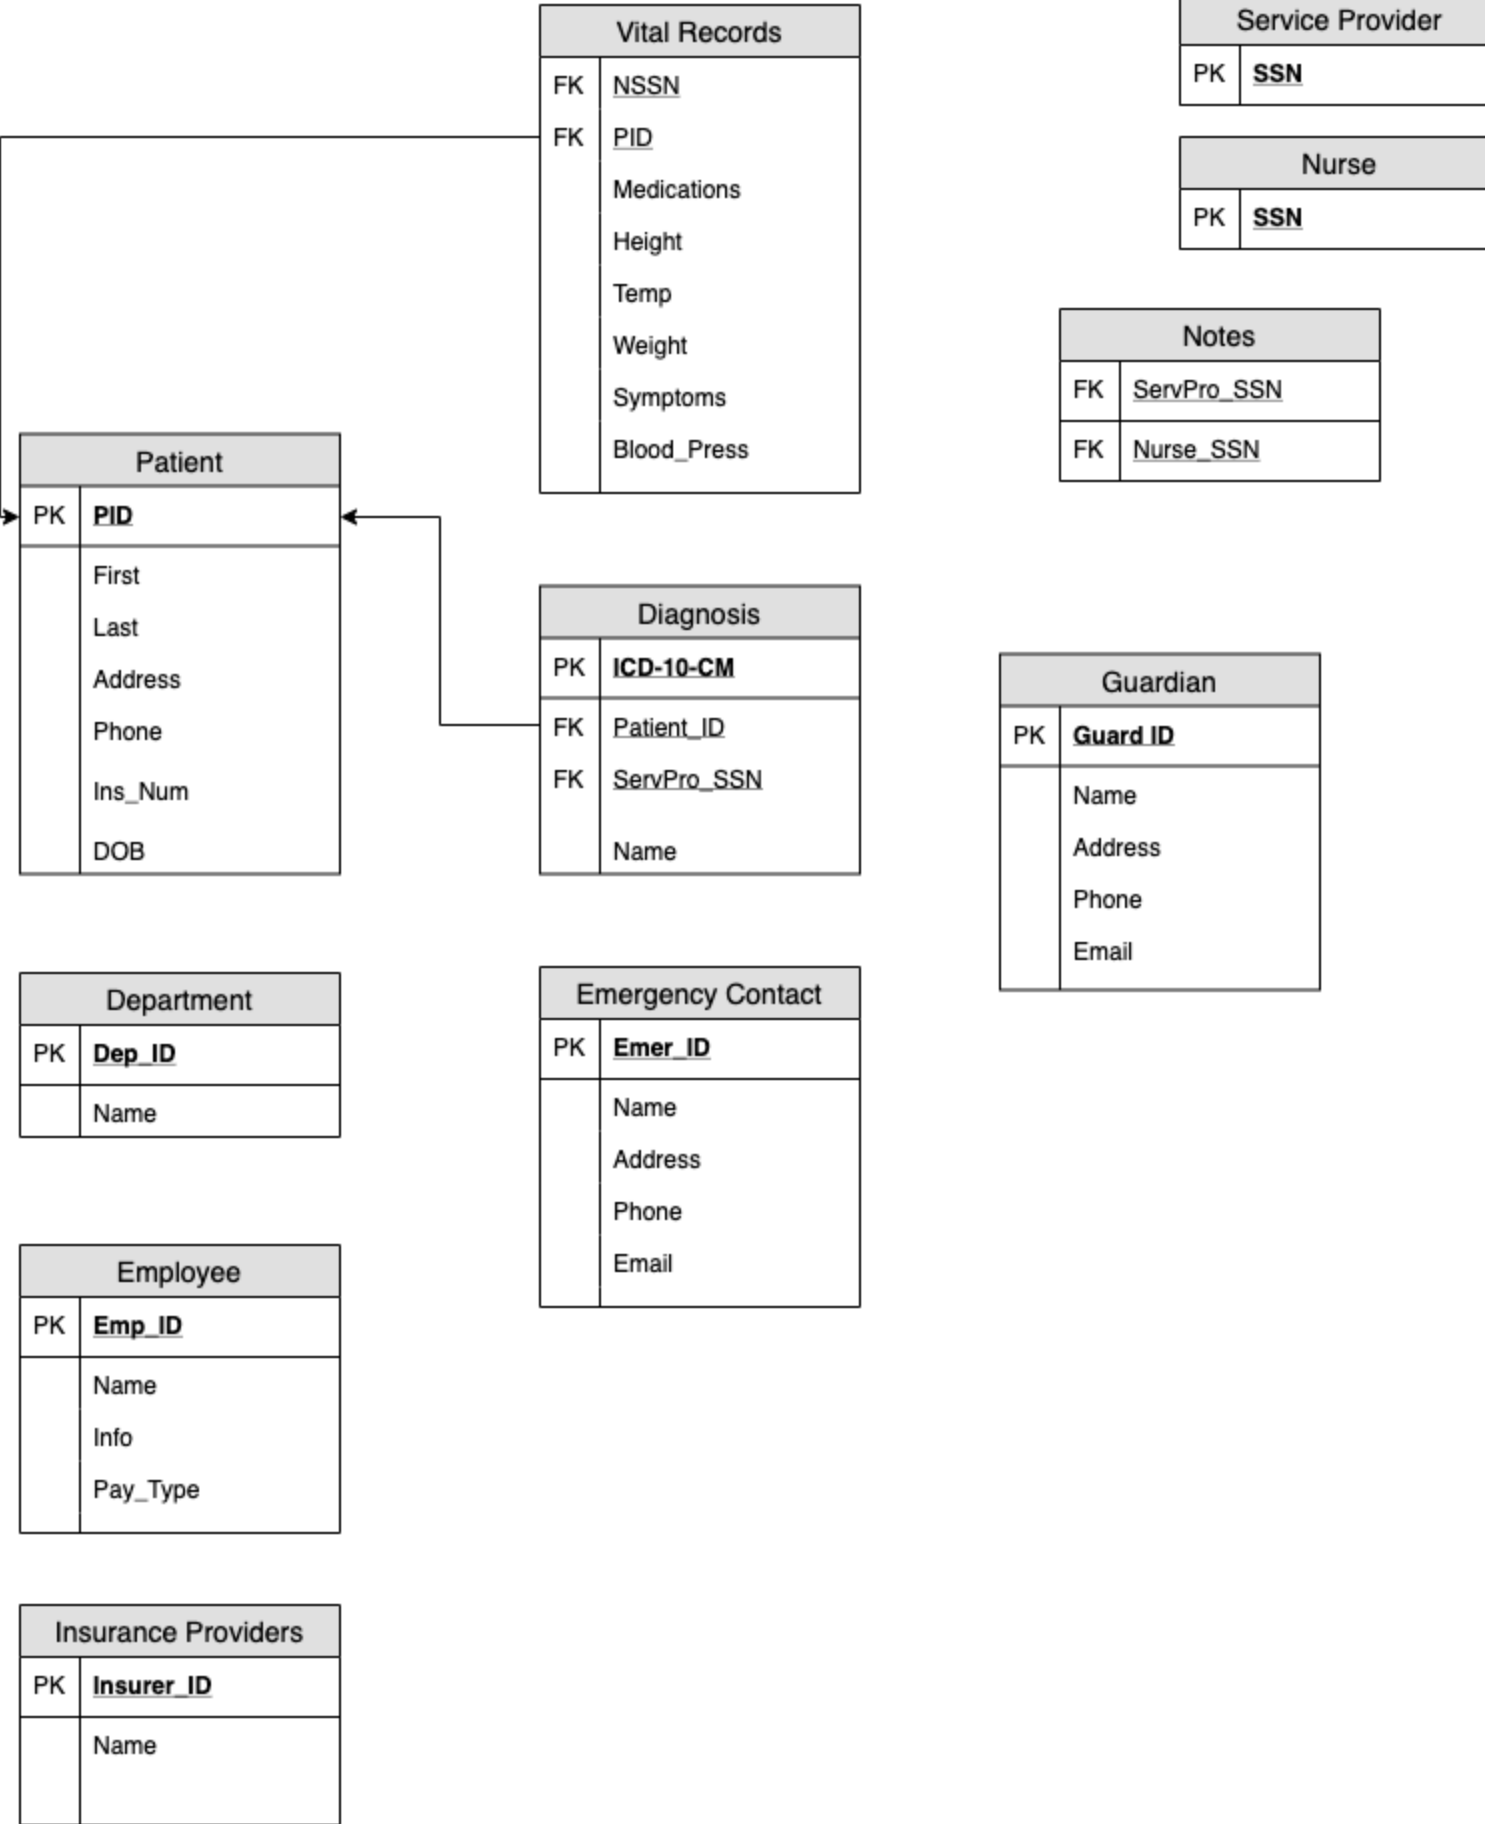 Vital Records
FK NSSN
FK PID
Medications
Height
Temp
Weight
Symptoms
Blood_Press
Service Provider
PK SSN
Nurse
PK SSN
Notes
FK ServPro_SSN
FK Nurse_SSN
Patient
PK PID
First
Last
Address
Phone
Ins_Num
DOB
Diagnosis
PK ICD-10-CM
FK Patient_ID
FK ServPro_SSN
Name
Guardian
PK Guard ID
Name
Address
Phone
Email
Department
PK Dep_ID
Name
Emergency Contact
PK Emer_ID
Name
Address
Phone
Email
Employee
PK Emp_ID
Name
Info
Pay_Type
Insurance Providers
PK Insurer_ID
Name